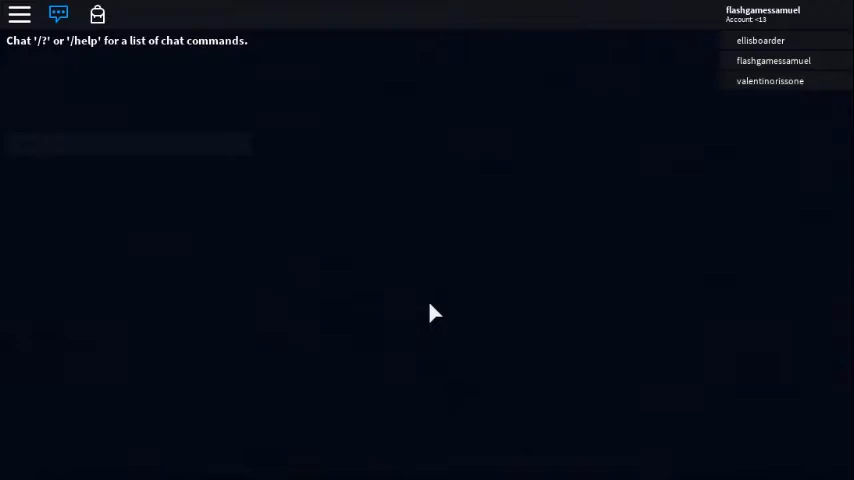 flashgamessamuel
Account: <13
Chat '/?' or '/help' for a list of chat commands.
ellisboarder
flashgamessamuel
valentinorissone